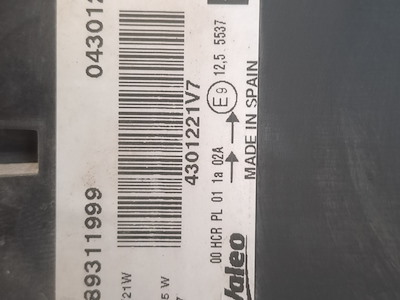 89311999 043012
21W
5 W
4301221V7
00 HCR PL 01 1a 02A E9 12,5 5537
Valeo MADE IN SPAIN